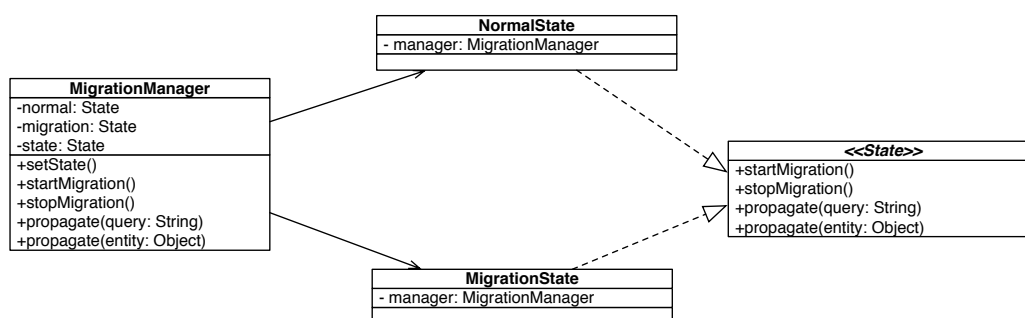 NormalState
- manager: MigrationManager
MigrationManager
-normal: State
-migration: State
-state: State
+setState()
+startMigration()
+stopMigration()
+propagate(query: String)
+propagate(entity: Object)
<<State>>
+startMigration()
+stopMigration()
+propagate(query: String)
+propagate(entity: Object)
MigrationState
- manager: MigrationManager